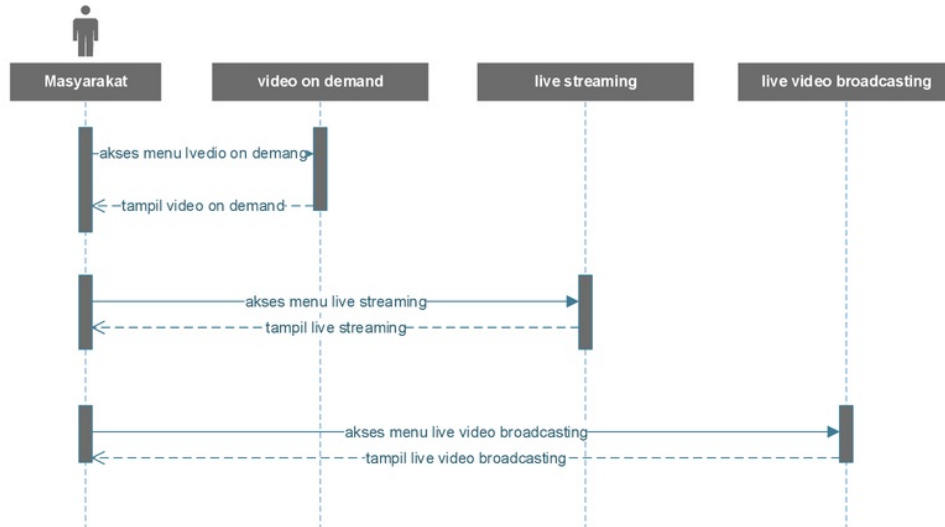 Masyarakat
video on demand
live streaming
live video broadcasting
akses menu lvedio on demang
tampil video on demand
akses menu live streaming
tampil live streaming
akses menu live video broadcasting
tampil live video broadcasting